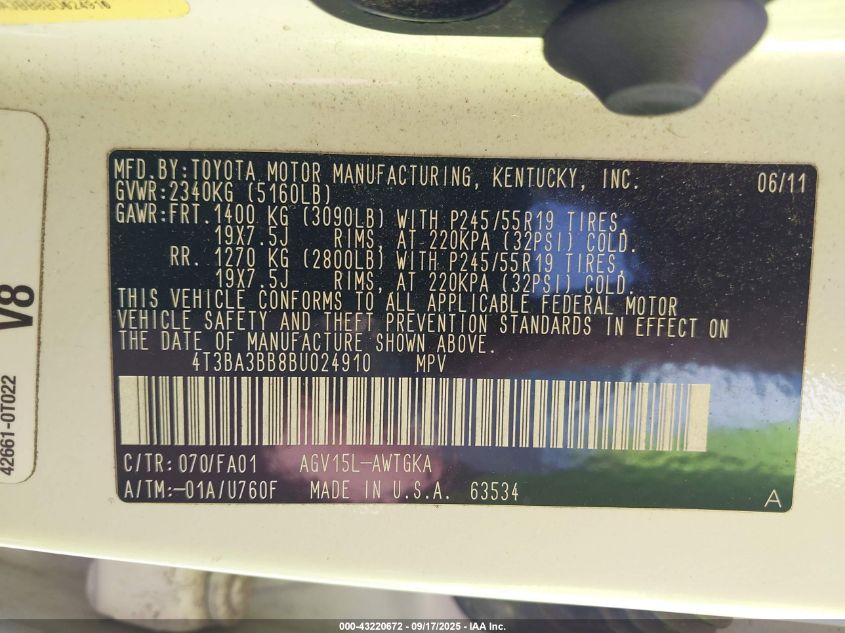 MFD.BY:TOYOTA MOTOR MANUFACTURING, KENTUCKY, INC. 06/11
GVWR:2340KG (5160LB)
GAWR:FRT. 1400 KG (3090LB) WITH P245/55R19 TIRES,
19X7.5J RIMS, AT 220KPA (32PSI) COLD.
RR. 1270 KG (2800LB) WITH P245/55R19 TIRES,
19X7.5J RIMS, AT 220KPA (32PSI) COLD.
THIS VEHICLE CONFORMS TO ALL APPLICABLE FEDERAL MOTOR
VEHICLE SAFETY AND THEFT PREVENTION STANDARDS IN EFFECT ON
THE DATE OF MANUFACTURE SHOWN ABOVE.
4T3BA3BB8BU024910 MPV
C/TR: 070/FA01 AGV15L-AWTGKA
A/TM:-01A/U760F MADE IN U.S.A. 63534 A
V8
42661-0T022
000-43220672 - 09/17/2025 - IAA Inc.